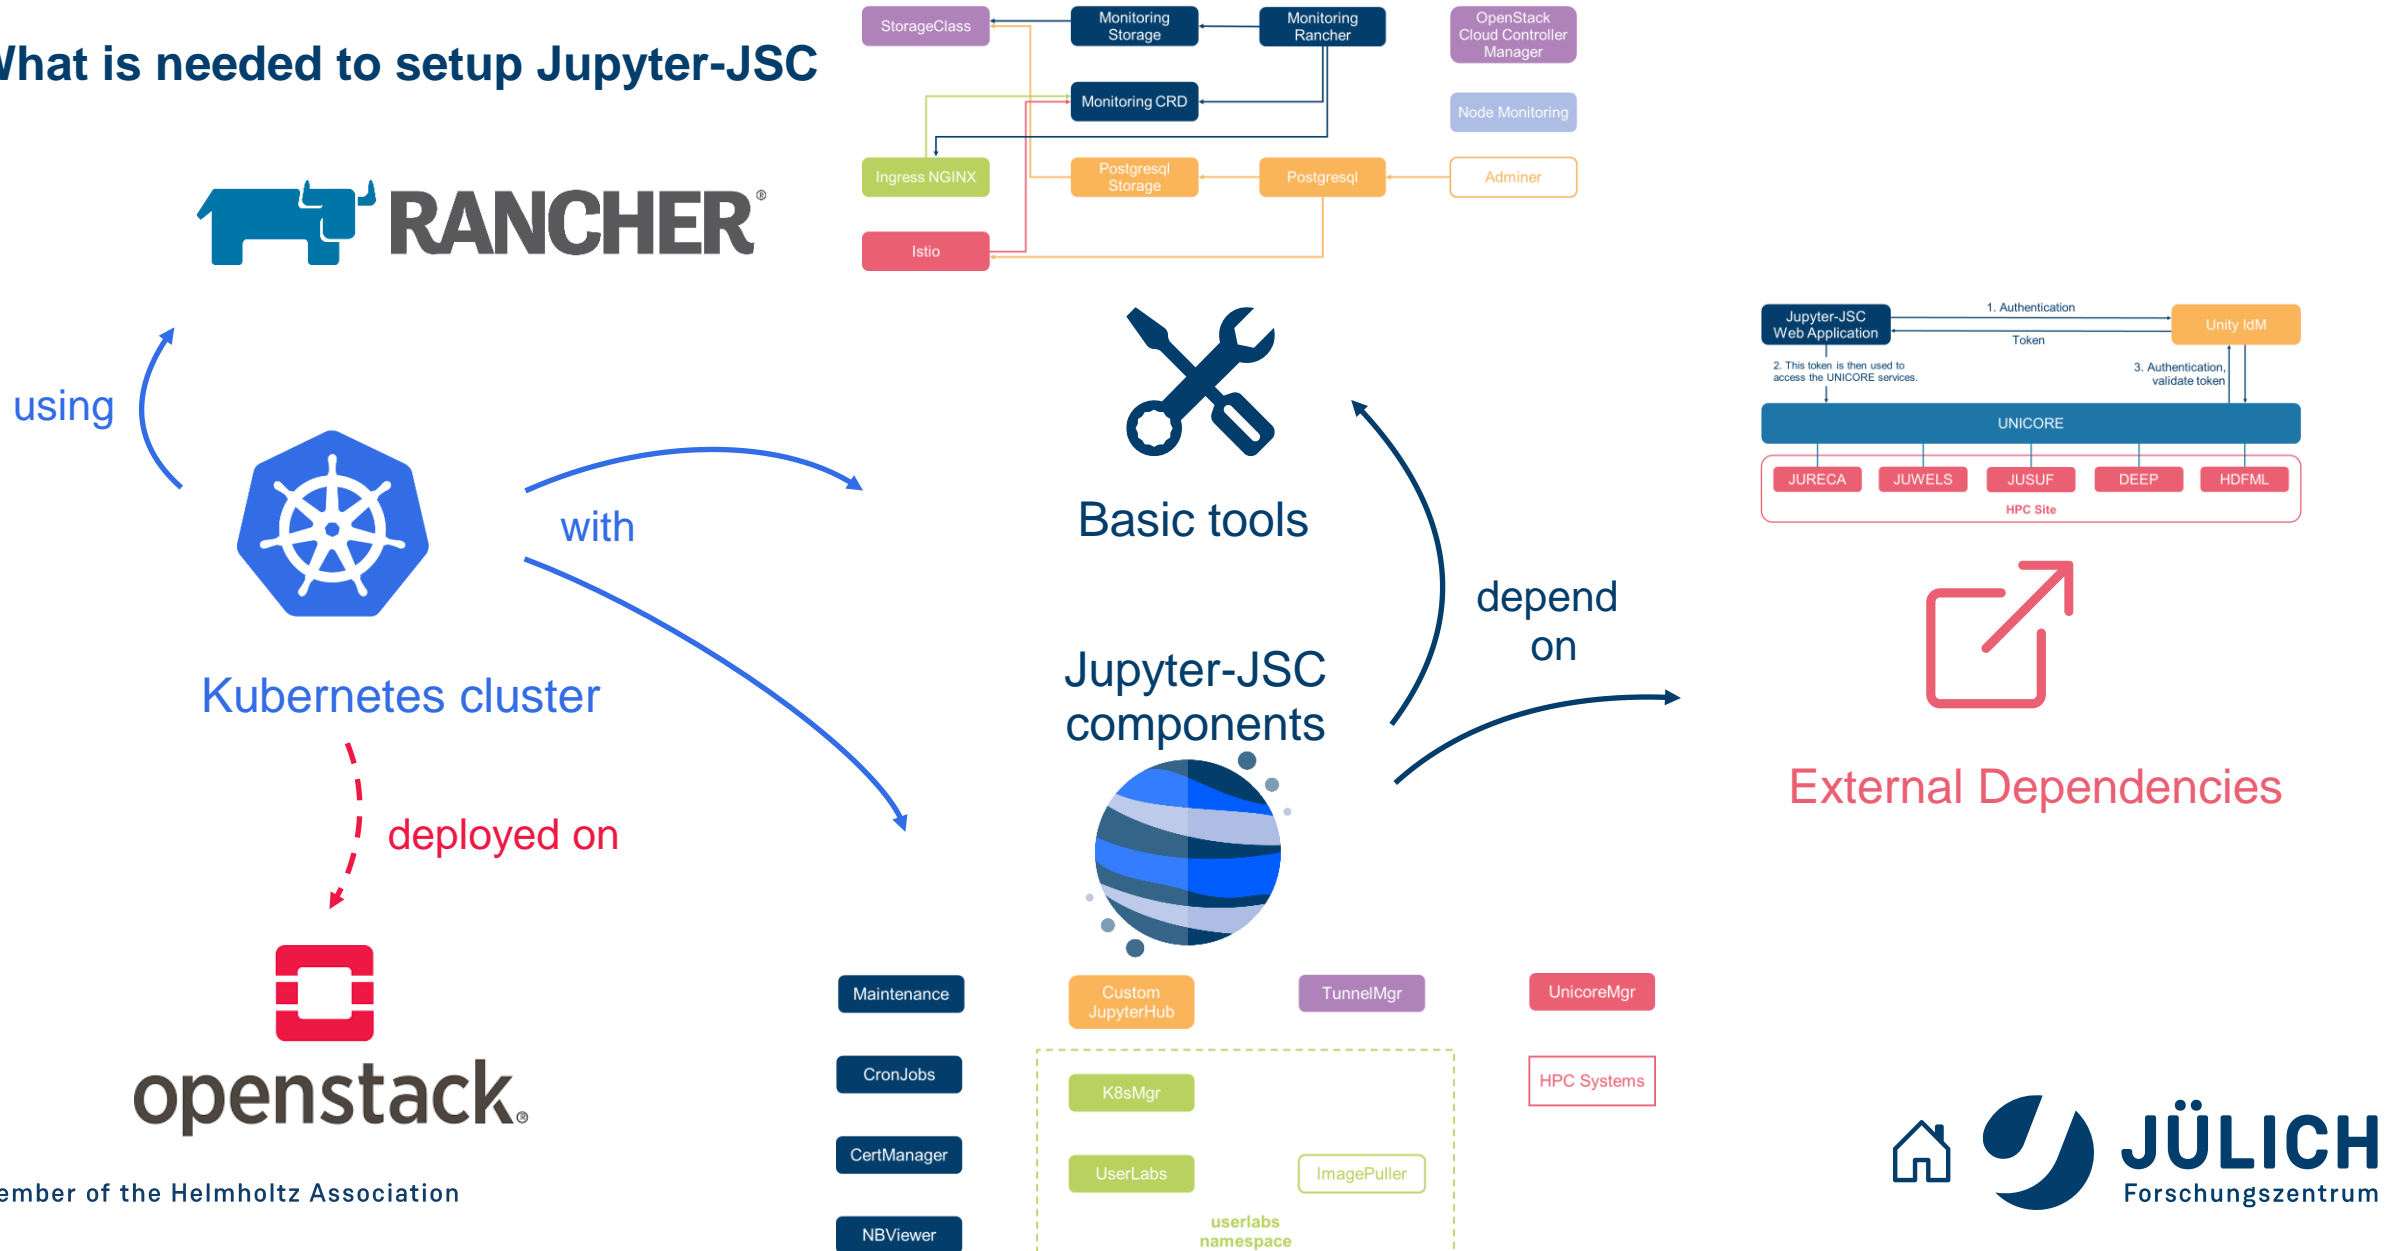 What is needed to setup Jupyter-JSC
StorageClass
Monitoring
Storage
Monitoring
Rancher
OpenStack
Cloud Controller
Manager
Monitoring CRD
Node Monitoring
Ingress NGINX
Postgresql
Storage
Postgresql
Adminer
Istio
RANCHER®
using
with
Kubernetes cluster
deployed on
openstack®
Basic tools
depend
on
Jupyter-JSC
components
Jupyter-JSC
Web Application
1. Authentication
Token
Unity IdM
2. This token is then used to
access the UNICORE services.
3. Authentication,
validate token
UNICORE
JURECA
JUWELS
JUSUF
DEEP
HDFML
HPC Site
External Dependencies
Maintenance
Custom
JupyterHub
TunnelMgr
UnicoreMgr
CronJobs
K8sMgr
HPC Systems
CertManager
UserLabs
ImagePuller
NBViewer
userlabs
namespace
ember of the Helmholtz Association
JÜLICH
Forschungszentrum